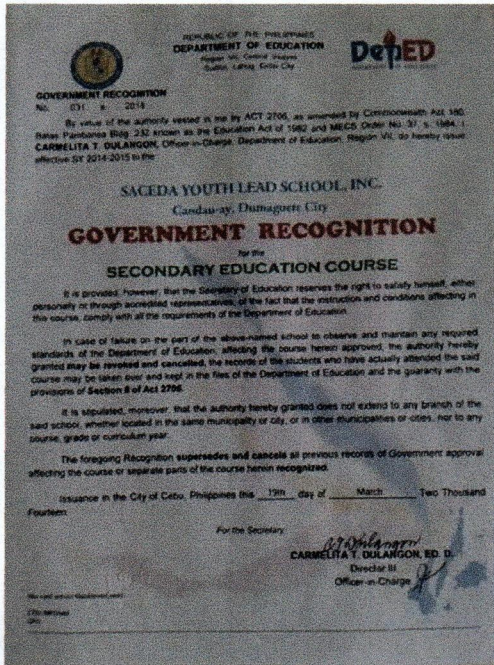 REPUBLIC OF THE PHILIPPINES
DEPARTMENT OF EDUCATION
Region VII, Central Visayas
Sudlon, Lahug, Cebu City
DepED
GOVERNMENT RECOGNITION
No. 031 s. 2014
By virtue of the authority vested in me by ACT 2706, as amended by Commonwealth Act 180,
Batas Pambansa Bldg. 232 known as the Education Act of 1982 and MECS Order No. 37, s. 1984, I
CARMELITA T. DULANGON, Officer-in-Charge, Department of Education, Region VII, do hereby issue
effective SY 2014-2015 to the
SACEDA YOUTH LEAD SCHOOL, INC.
Candau-ay, Dumaguete City
GOVERNMENT RECOGNITION
for the
SECONDARY EDUCATION COURSE
It is provided, however, that the Secretary of Education reserves the right to satisfy himself, either
personally or through accredited representatives, of the fact that the instruction and conditions affecting in
this course, comply with all the requirements of the Department of Education.
In case of failure on the part of the above-named school to observe and maintain any required
standards of the Department of Education, affecting the course herein approved, the authority hereby
granted may be revoked and cancelled, the records of the students who have actually attended the said
course may be taken over and kept in the files of the Department of Education and the guaranty with the
provisions of Section 8 of Act 2706.
It is stipulated, moreover, that the authority hereby granted does not extend to any branch of the
said school, whether located in the same municipality or city, or in other municipalities or cities, nor to any
course, grade or curriculum year.
The foregoing Recognition supersedes and cancels all previous records of Government approval
affecting the course or separate parts of the course herein recognized.
Issuance in the City of Cebu, Philippines this 19th day of March Two Thousand
Fourteen.
For the Secretary
CARMELITA T. DULANGON, ED. D.
Director III
Officer-in-Charge